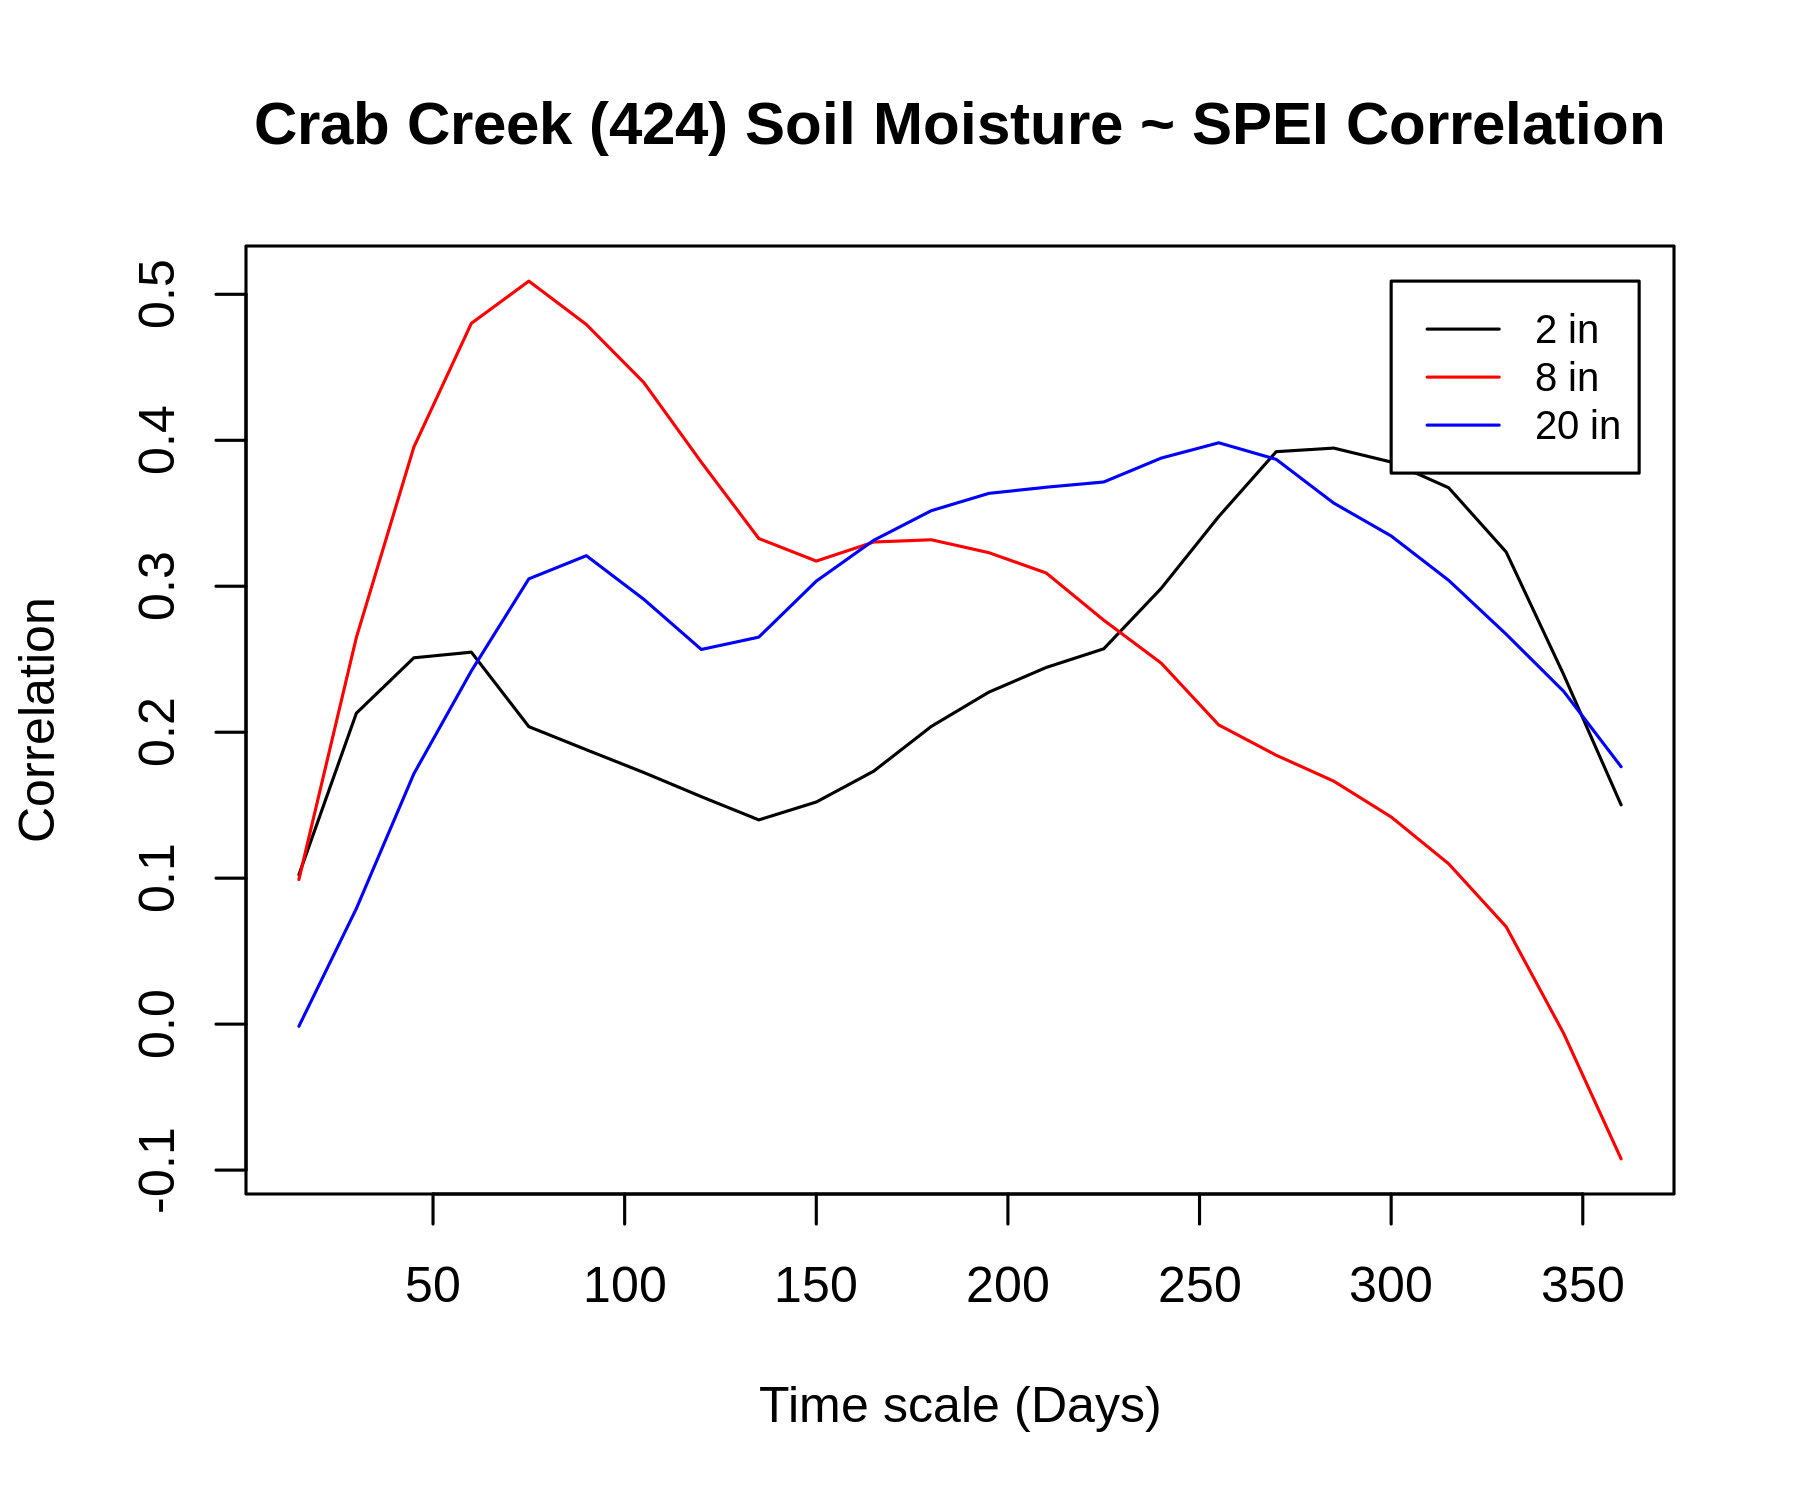 Crab Creek (424) Soil Moisture ~ SPEI Correlation
2 in
8 in
20 in
Correlation
0.5
0.4
0.3
0.2
0.1
0.0
-0.1
50 100 150 200 250 300 350
Time scale (Days)